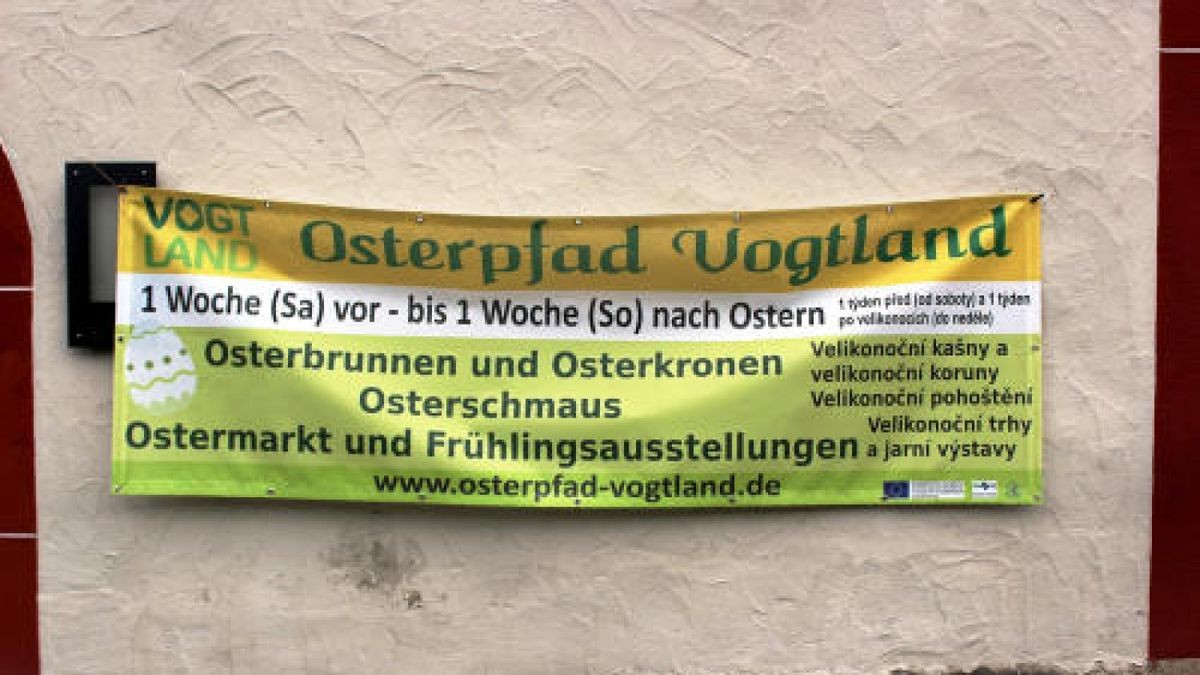 VOGT
LAND
Osterpfad Vogtland
1 Woche (Sa) vor - bis 1 Woche (So) nach Ostern
1 týden před (od soboty) a 1 týden
po velikonocích (do neděle)
Osterbrunnen und Osterkronen
Osterschmaus
Ostermarkt und Frühlingsausstellungen
Velikonoční kašny a
velikonoční koruny
Velikonoční pohoštění
Velikonoční trhy
a jarní výstavy
www.osterpfad-vogtland.de